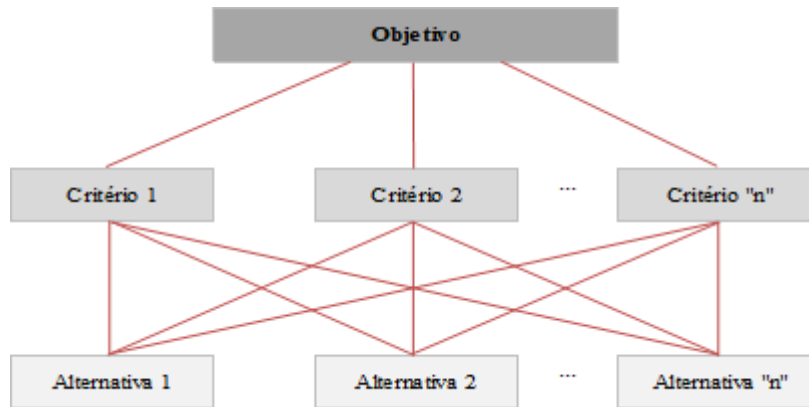 Objetivo
Critério 1
Critério 2
...
Critério "n"
Alternativa 1
Alternativa 2
...
Alternativa "n"